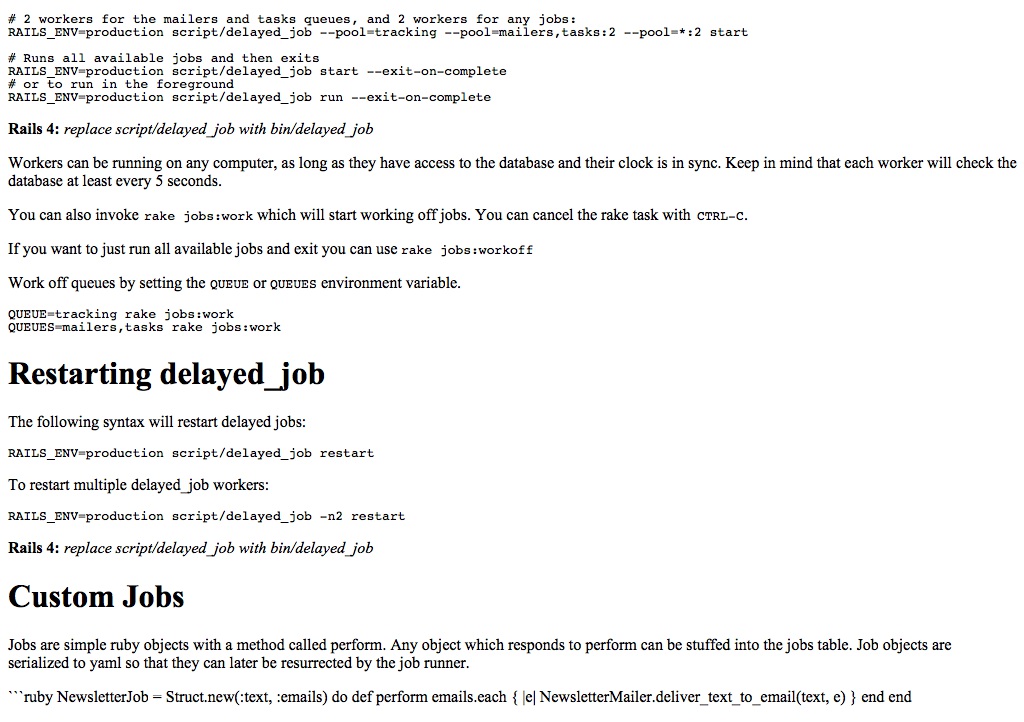 # 2 workers for the mailers and tasks queues, and 2 workers for any jobs:
RAILS_ENV=production script/delayed_job --pool=tracking --pool=mailers,tasks:2 --pool=*:2 start
# Runs all available jobs and then exits
RAILS_ENV=production script/delayed_job start --exit-on-complete
# or to run in the foreground
RAILS_ENV=production script/delayed_job run --exit-on-complete
Rails 4: replace script/delayed_job with bin/delayed_job
Workers can be running on any computer, as long as they have access to the database and their clock is in sync. Keep in mind that each worker will check the
database at least every 5 seconds.
You can also invoke rake jobs:work which will start working off jobs. You can cancel the rake task with CTRL-C.
If you want to just run all available jobs and exit you can use rake jobs:workoff
Work off queues by setting the QUEUE or QUEUES environment variable.
QUEUE=tracking rake jobs:work
QUEUES=mailers,tasks rake jobs:work
Restarting delayed_job
The following syntax will restart delayed jobs:
RAILS_ENV=production script/delayed_job restart
To restart multiple delayed_job workers:
RAILS_ENV=production script/delayed_job -n2 restart
Rails 4: replace script/delayed_job with bin/delayed_job
Custom Jobs
Jobs are simple ruby objects with a method called perform. Any object which responds to perform can be stuffed into the jobs table. Job objects are
serialized to yaml so that they can later be resurrected by the job runner.
```ruby NewsletterJob = Struct.new(:text, :emails) do def perform emails.each { |e| NewsletterMailer.deliver_text_to_email(text, e) } end end